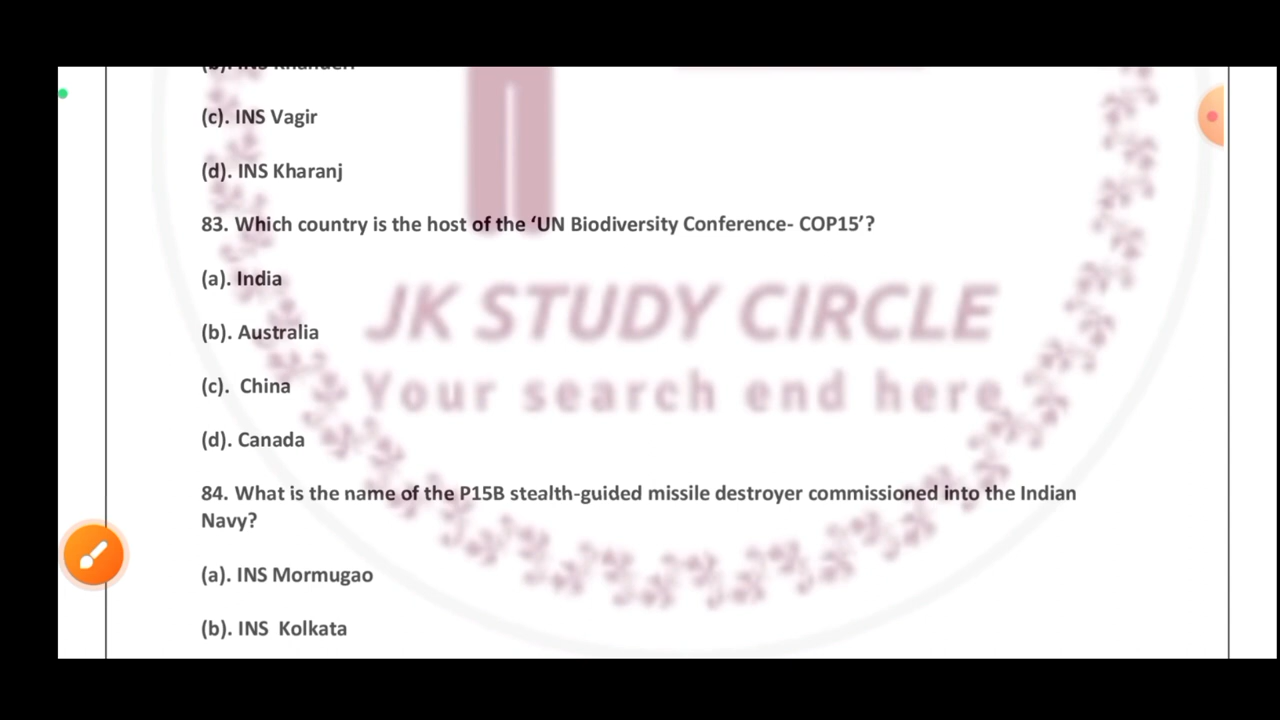 (b). INS Khanderi
(c). INS Vagir
(d). INS Kharanj
83. Which country is the host of the ‘UN Biodiversity Conference- COP15’?
(a). India
JK STUDY CIRCLE
(b). Australia
(c).  China
Your search end here
(d). Canada
84. What is the name of the P15B stealth-guided missile destroyer commissioned into the Indian
Navy?
(a). INS Mormugao
(b). INS  Kolkata